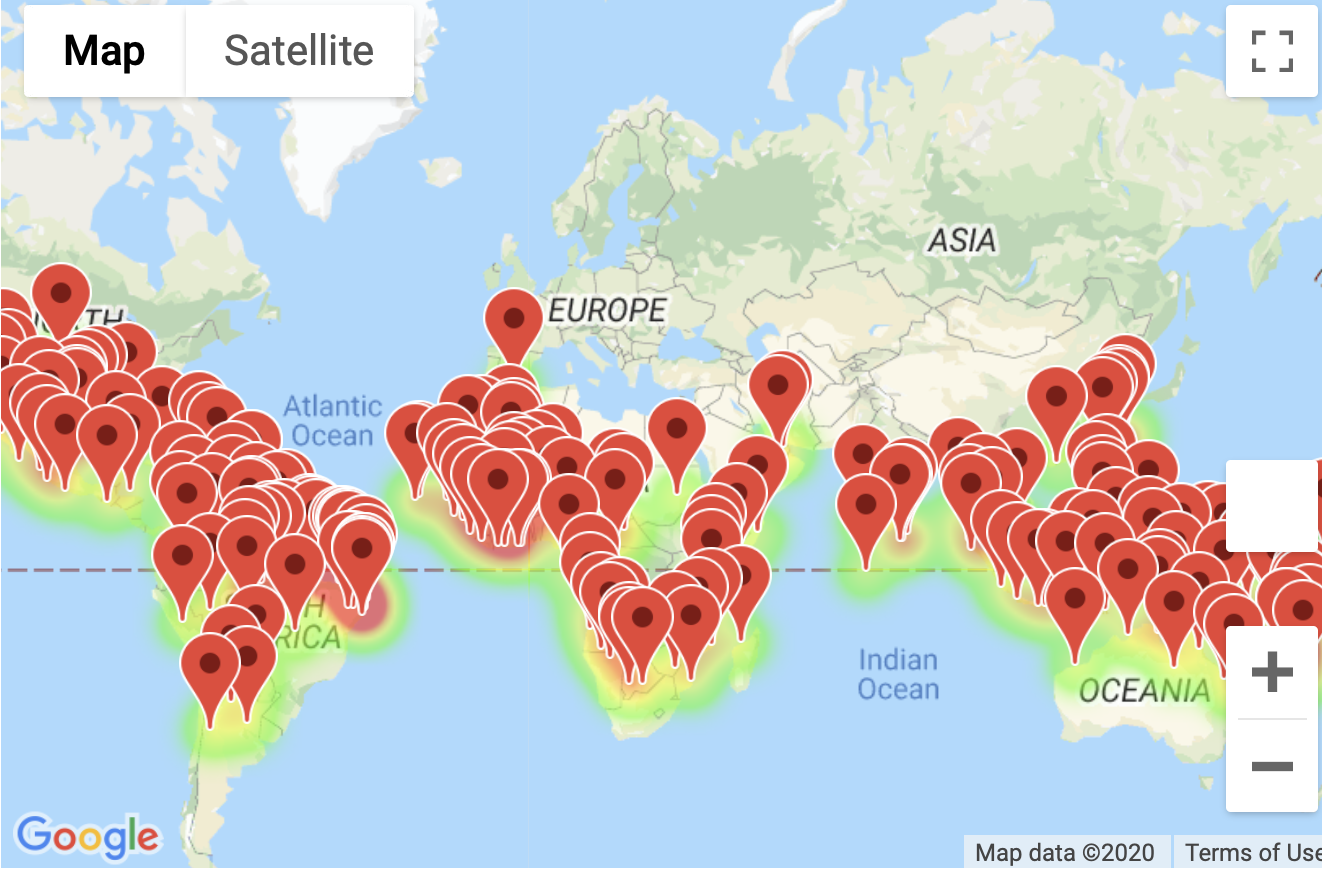 Map
Satellite
ASIA
EUROPE
Atlantic
Ocean
Indian
Ocean
OCEANIA
Google
Map data ©2020
Terms of Use